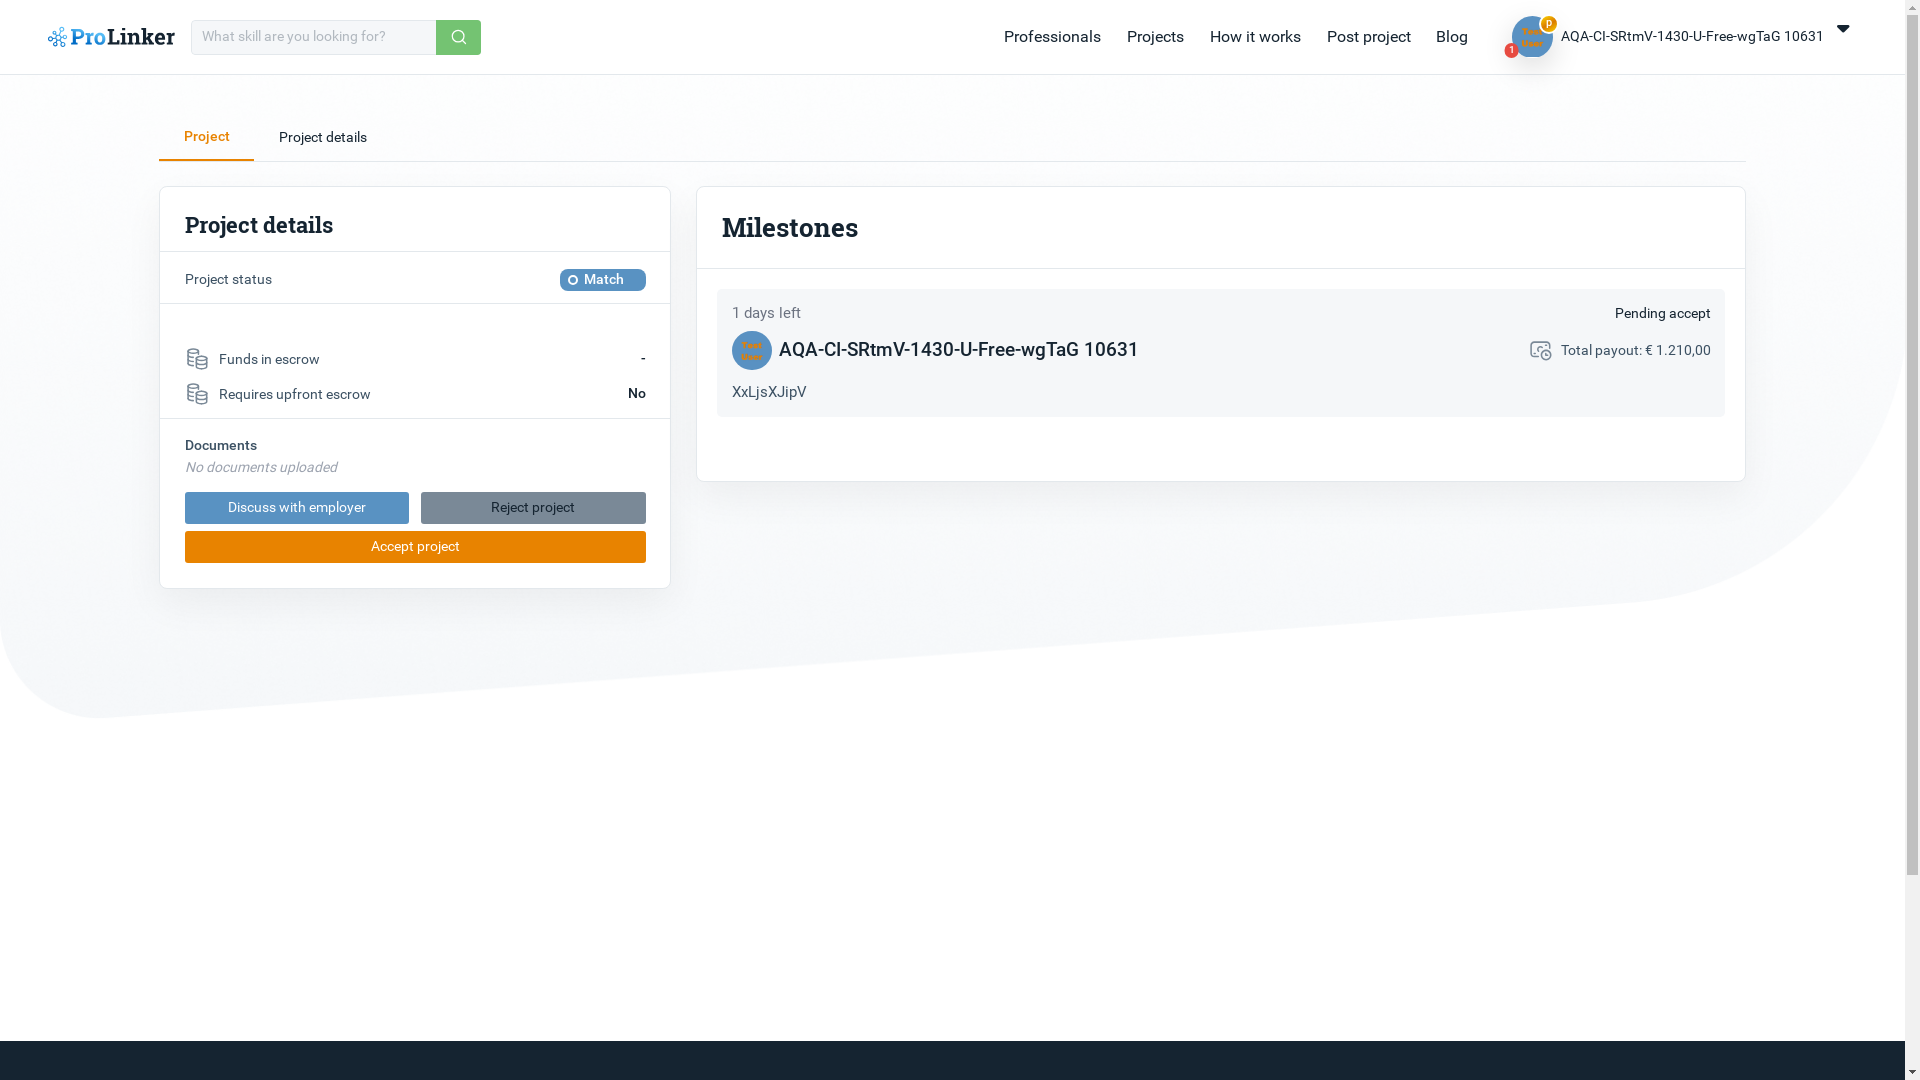 ProLinker
What skill are you looking for?
Professionals
Projects
How it works
Post project
Blog
p
1
Test
User
AQA-CI-SRtmV-1430-U-Free-wgTaG 10631
Project
Project details
Project details
Project status
Match
Funds in escrow
-
Requires upfront escrow
No
Documents
No documents uploaded
Discuss with employer
Reject project
Accept project
Milestones
1 days left
Pending accept
Test
User
AQA-CI-SRtmV-1430-U-Free-wgTaG 10631
Total payout: € 1.210,00
XxLjsXJipV